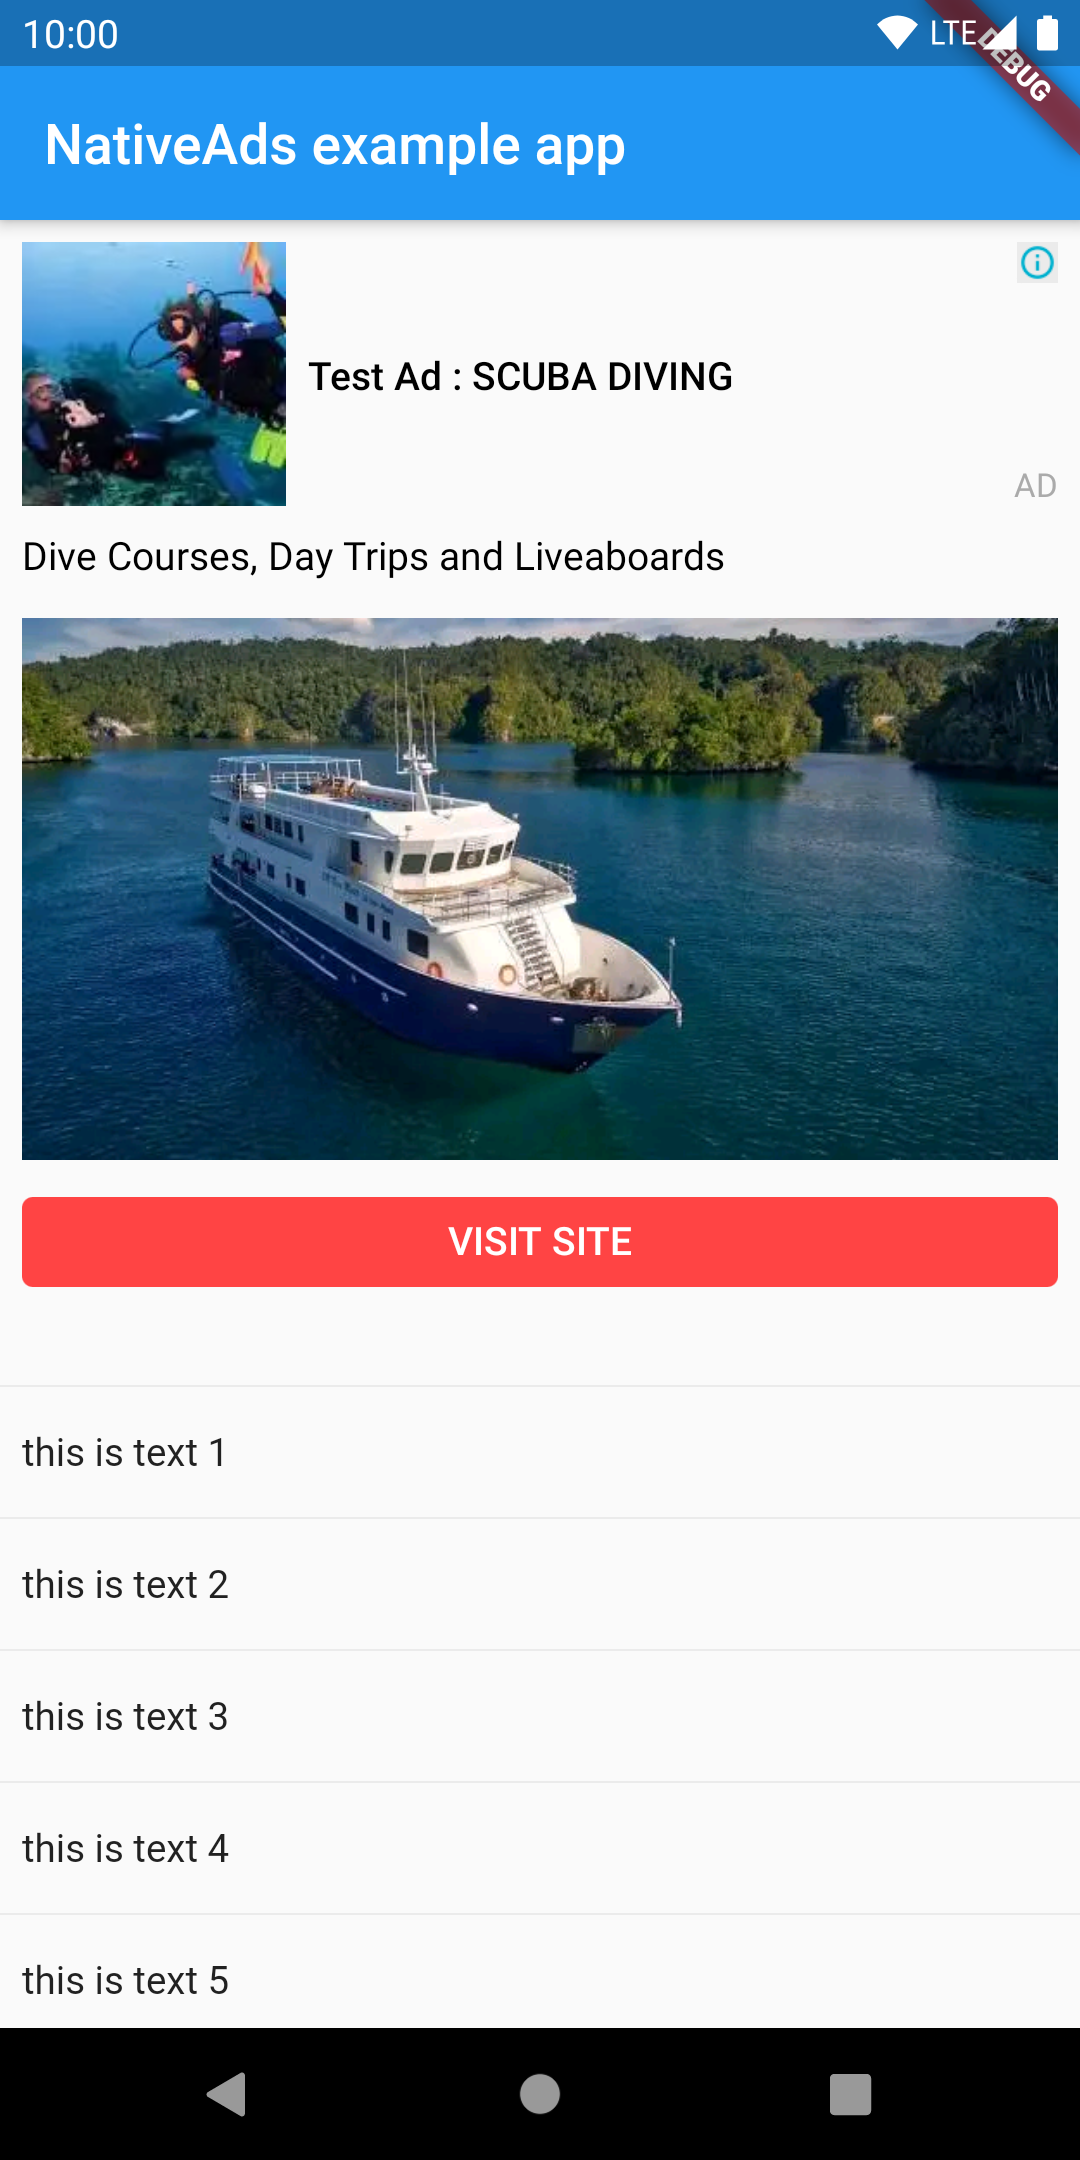 10:00
LTE
DEBUG
NativeAds example app
Test Ad : SCUBA DIVING
AD
Dive Courses, Day Trips and Liveaboards
VISIT SITE
this is text 1
this is text 2
this is text 3
this is text 4
this is text 5